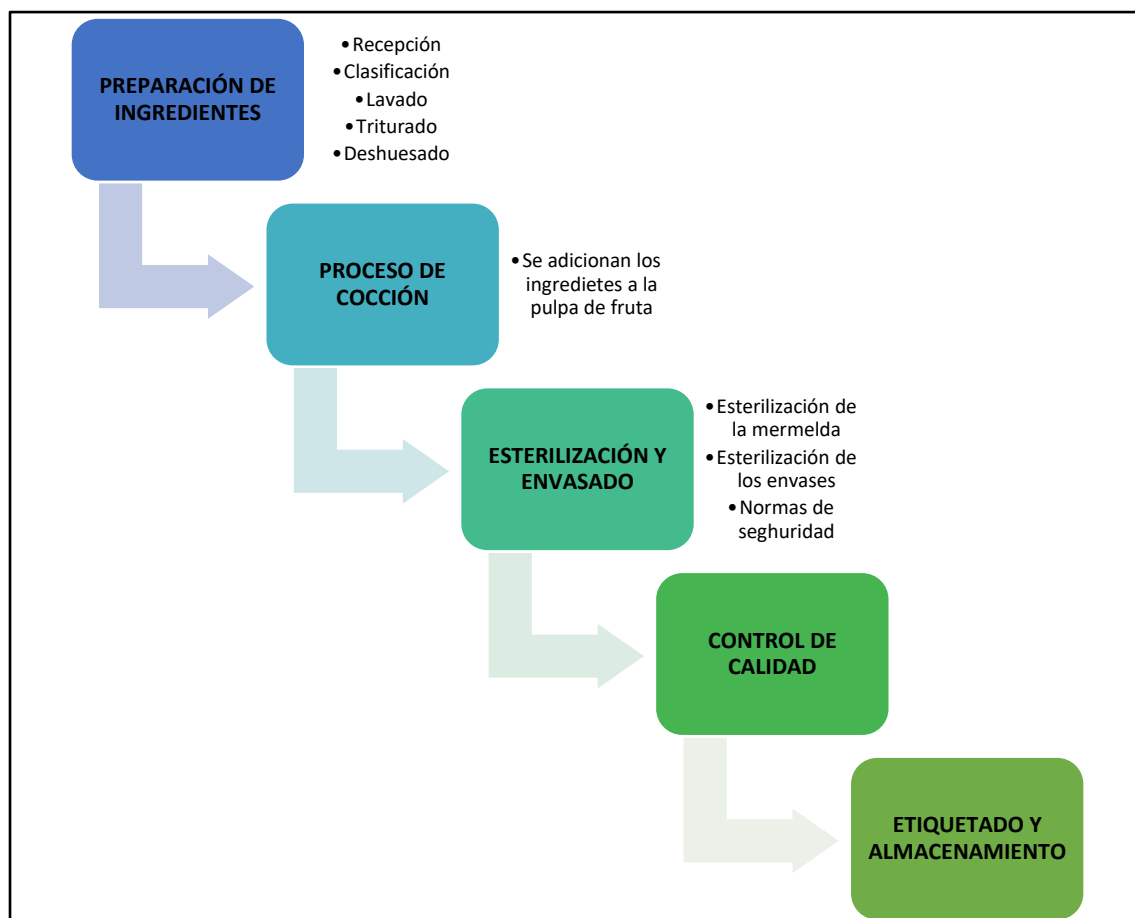 PREPARACIÓN DE
INGREDIENTES
•Recepción
•Clasificación
•Lavado
•Triturado
•Deshuesado
PROCESO DE
COCCIÓN
•Se adicionan los
ingredietes a la
pulpa de fruta
ESTERILIZACIÓN Y
ENVASADO
•Esterilización de
la mermelda
•Esterilización de
los envases
•Normas de
seghuridad
CONTROL DE
CALIDAD
ETIQUETADO Y
ALMACENAMIENTO